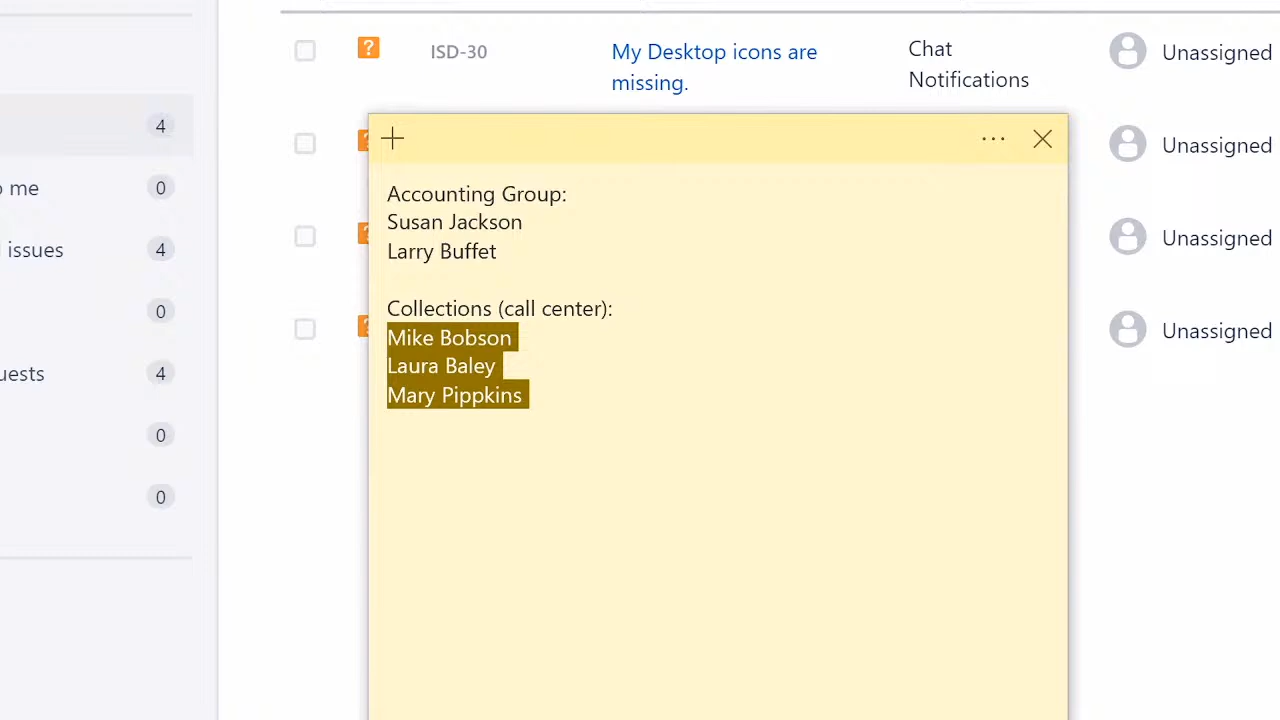 ? ISD-30 My Desktop icons are missing. Chat Notifications Unassigned
4
Unassigned
o me 0
issues 4
Unassigned
0
Unassigned
uests 4
0
0
Accounting Group:
Susan Jackson
Larry Buffet
Collections (call center):
Mike Bobson
Laura Baley
Mary Pippkins